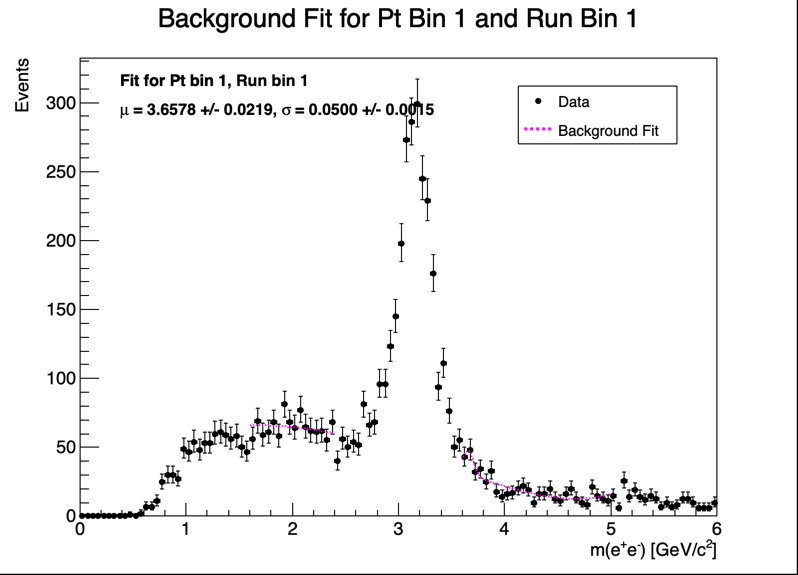 Background Fit for Pt Bin 1 and Run Bin 1
Events
Fit for Pt bin 1, Run bin 1
μ = 3.6578 +/- 0.0219, σ = 0.0500 +/- 0.0015
Data
Background Fit
300
250
200
150
100
50
0
0 1 2 3 4 5 6
m(e⁺e⁻) [GeV/c²]